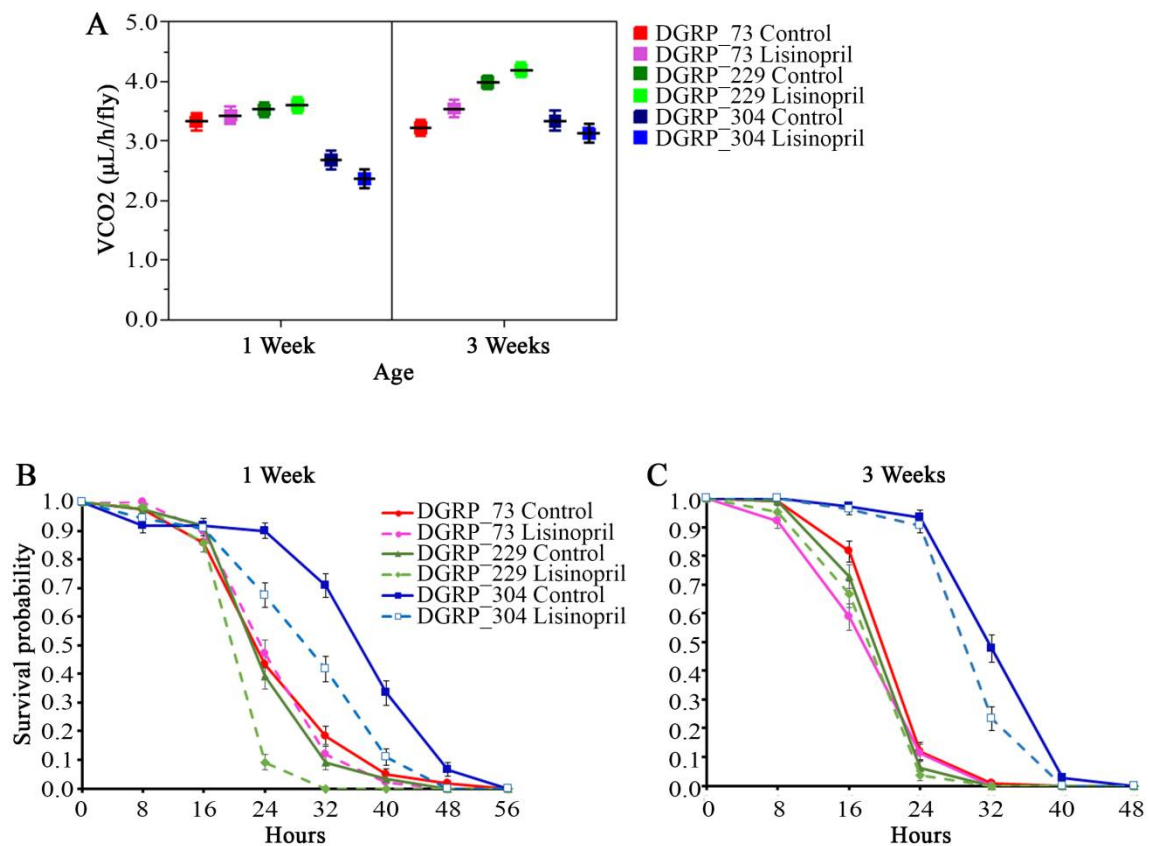 A
5.0
4.0
3.0
2.0
1.0
0.0
VCO2 (µL/h/fly)
1 Week
3 Weeks
Age
DGRP_73 Control
DGRP_73 Lisinopril
DGRP_229 Control
DGRP_229 Lisinopril
DGRP_304 Control
DGRP_304 Lisinopril
B
1 Week
1.0
0.9
0.8
0.7
0.6
0.5
0.4
0.3
0.2
0.1
0.0
Survival probability
0 8 16 24 32 40 48 56
Hours
DGRP_73 Control
DGRP_73 Lisinopril
DGRP_229 Control
DGRP_229 Lisinopril
DGRP_304 Control
DGRP_304 Lisinopril
C
3 Weeks
1.0
0.9
0.8
0.7
0.6
0.5
0.4
0.3
0.2
0.1
0.0
0 8 16 24 32 40 48
Hours